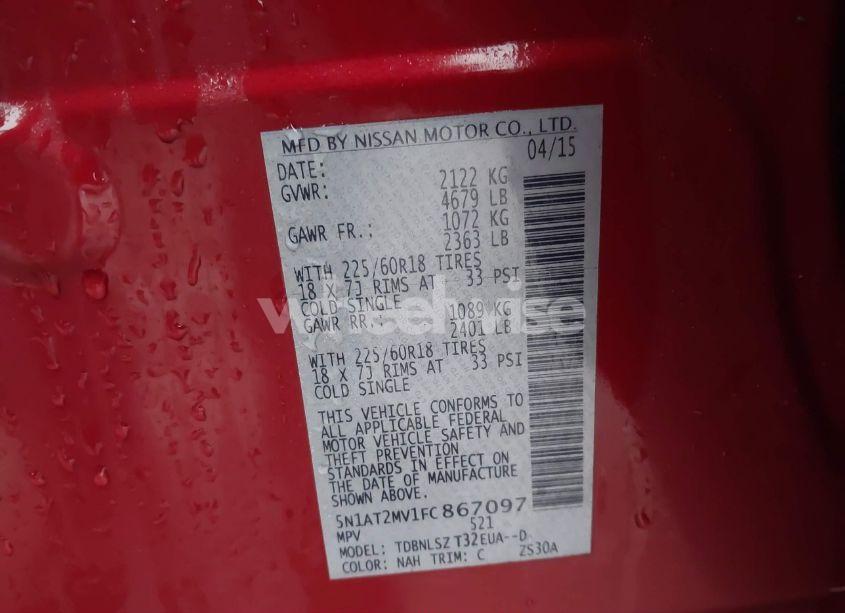 MFD BY NISSAN MOTOR CO., LTD.
DATE: 04/15
GVWR: 2122 KG
4679 LB
GAWR FR.: 1072 KG
2363 LB
WITH 225/60R18 TIRES
18 X 7J RIMS AT 33 PSI
COLD SINGLE
GAWR RR.: 1089 KG
2401 LB
WITH 225/60R18 TIRES
18 X 7J RIMS AT 33 PSI
COLD SINGLE
THIS VEHICLE CONFORMS TO
ALL APPLICABLE FEDERAL
MOTOR VEHICLE SAFETY AND
THEFT PREVENTION
STANDARDS IN EFFECT ON
THE DATE OF MANUFACTURE
SHOWN ABOVE.
5N1AT2MV1FC867097
MPV 521
MODEL: TDBNLSZ T32EUA--D
COLOR: NAH TRIM: C ZS30A